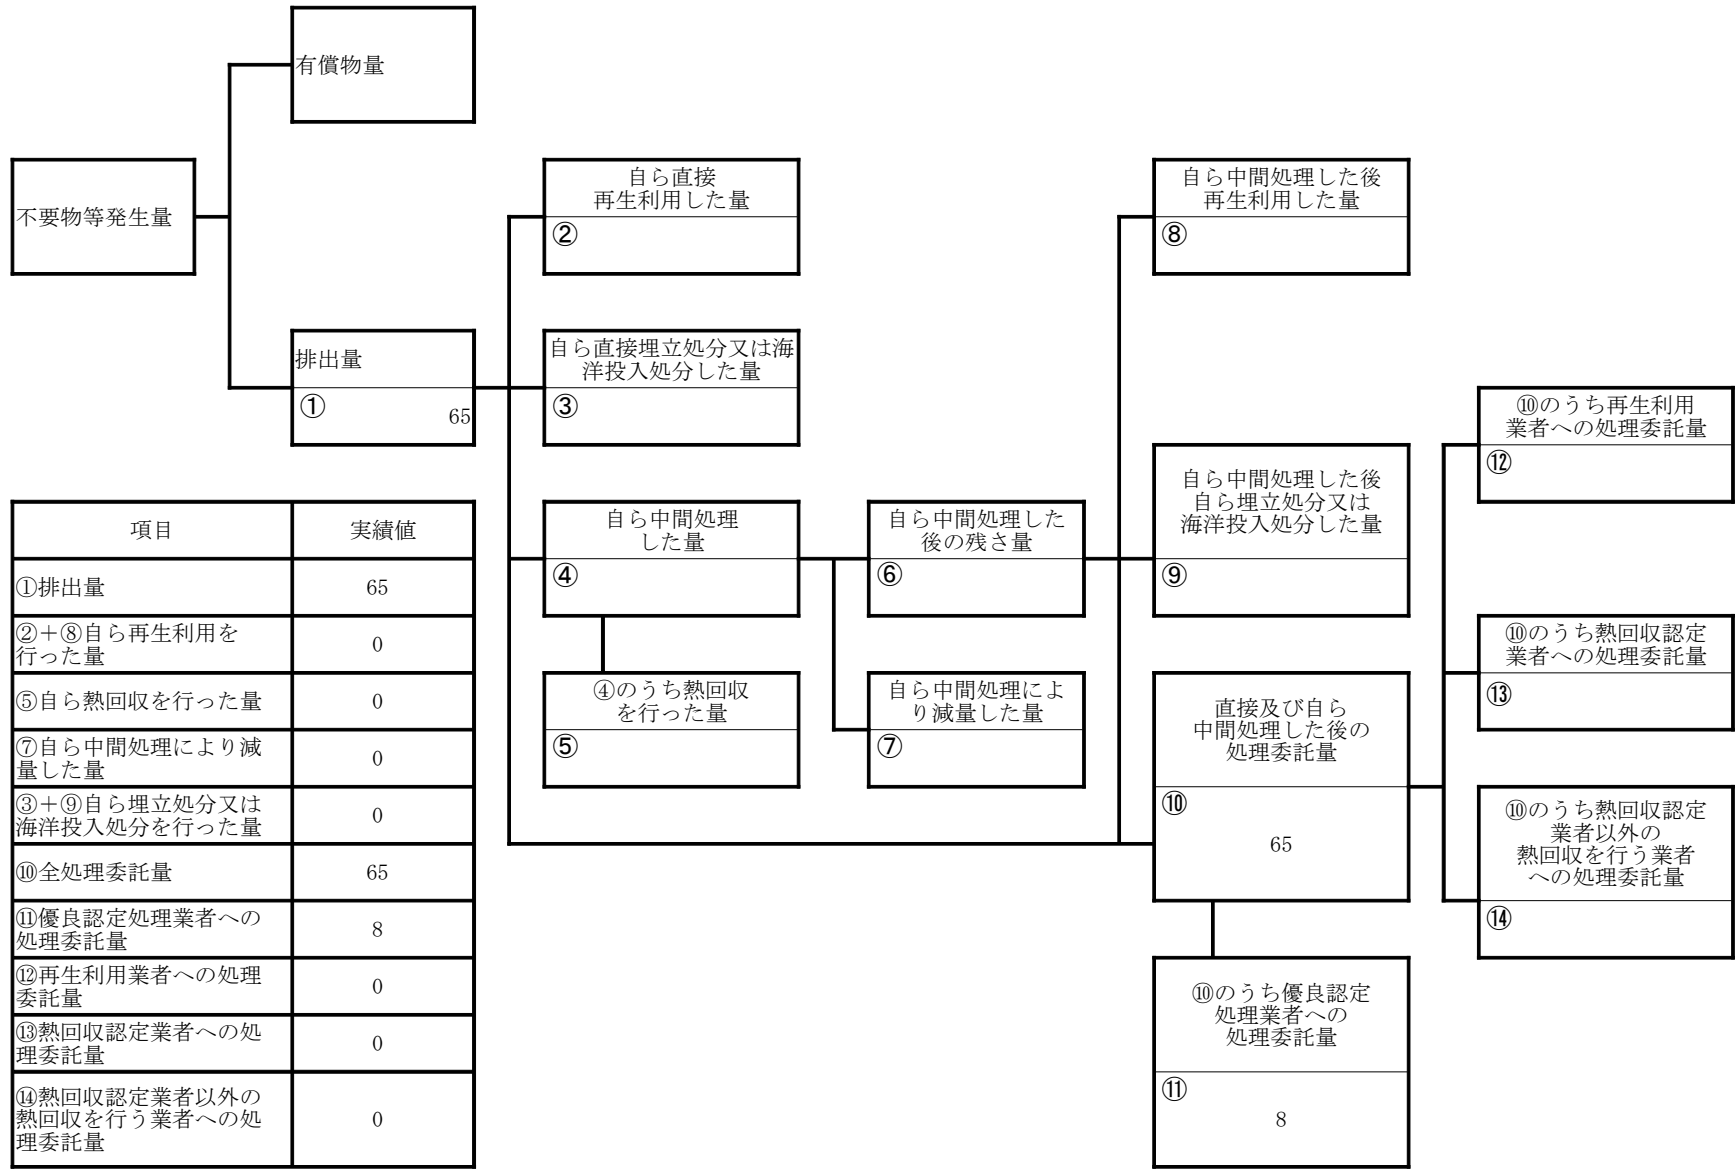 有償物量
不要物等発生量
自ら直接
再生利用した量
②
自ら中間処理した後
再生利用した量
⑧
排出量
①
65
自ら直接埋立処分又は海
洋投入処分した量
③
⑩のうち再生利用
業者への処理委託量
⑫
自ら中間処理した後
自ら埋立処分又は
海洋投入処分した量
⑨
自ら中間処理
した量
④
自ら中間処理した
後の残さ量
⑥
⑩のうち熱回収認定
業者への処理委託量
⑬
④のうち熱回収
を行った量
⑤
自ら中間処理によ
り減量した量
⑦
直接及び自ら
中間処理した後の
処理委託量
⑩
65
⑩のうち熱回収認定
業者以外の
熱回収を行う業者
への処理委託量
⑭
⑩のうち優良認定
処理業者への
処理委託量
⑪
8
項目 実績値
①排出量 65
②+⑧自ら再生利用を
行った量 0
⑤自ら熱回収を行った量 0
⑦自ら中間処理により減
量した量 0
③+⑨自ら埋立処分又は
海洋投入処分を行った量 0
⑩全処理委託量 65
⑪優良認定処理業者への
処理委託量 8
⑫再生利用業者への処理
委託量 0
⑬熱回収認定業者への処
理委託量 0
⑭熱回収認定業者以外の
熱回収を行う業者への処
理委託量 0